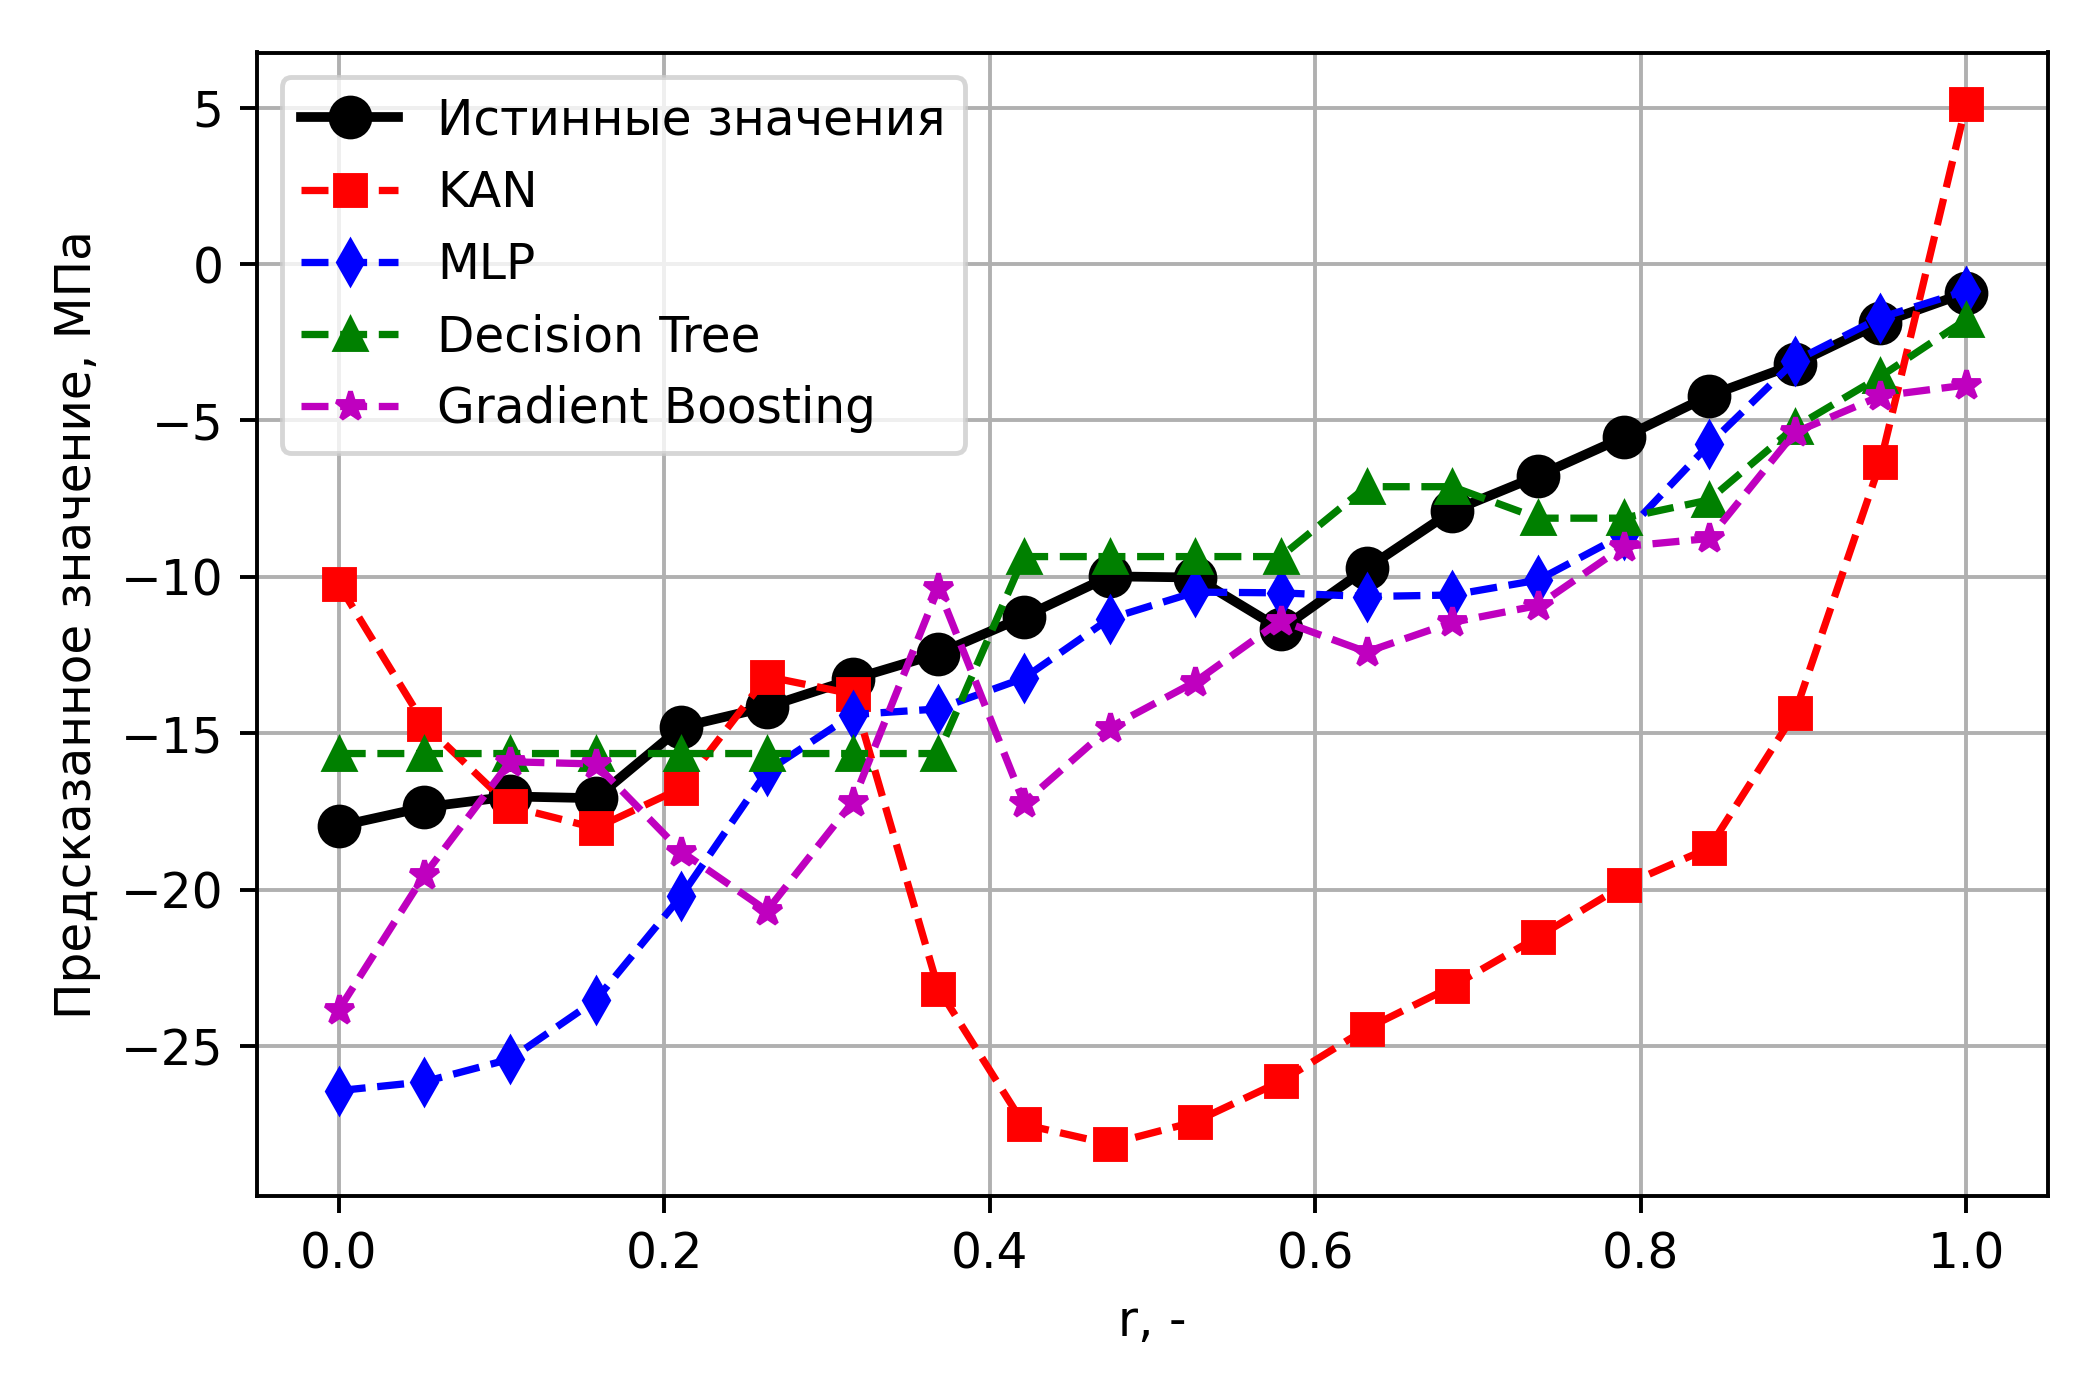 Истинные значения
KAN
MLP
Decision Tree
Gradient Boosting
Предсказанное значение, МПа
5
0
−5
−10
−15
−20
−25
0.0 0.2 0.4 0.6 0.8 1.0
r, -